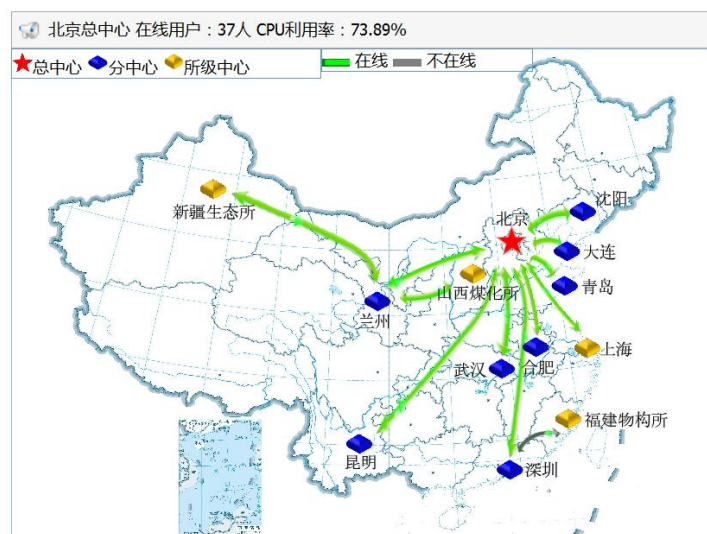 北京总中心 在线用户：37人 CPU利用率：73.89%
总中心 分中心 所级中心 在线 不在线
沈阳
新疆生态所
北京
大连
青岛
山西煤化所
兰州
上海
武汉
合肥
福建物构所
昆明
深圳